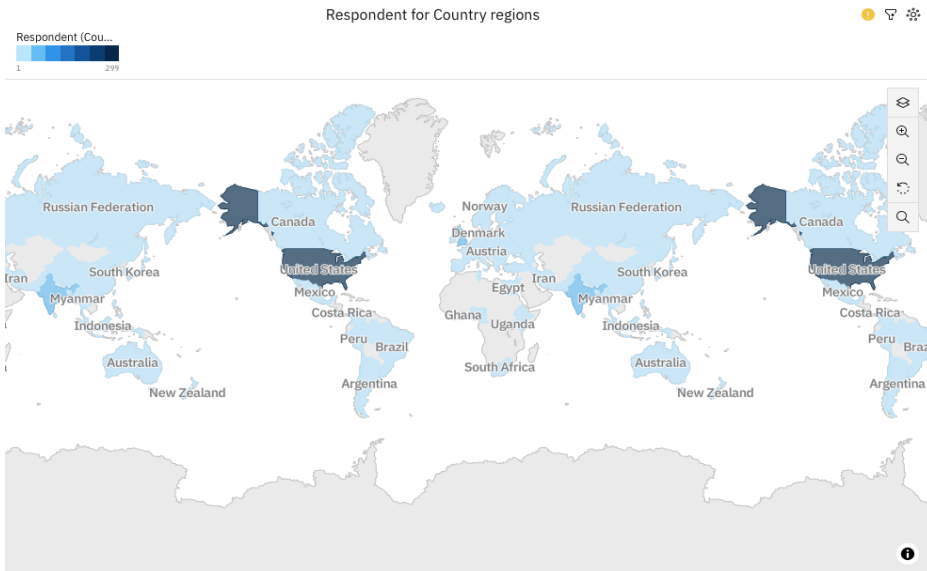 Respondent for Country regions
Respondent (Cou...
1 299
Russian Federation
Canada
Norway
Denmark
Austria
Russian Federation
Canada
Iran
South Korea
United States
Mexico
Myanmar
Egypt
Iran
South Korea
United States
Mexico
Myanmar
Costa Rica
Ghana
Uganda
Costa Rica
Indonesia
Peru
Brazil
Indonesia
Peru
Braz
Australia
South Africa
Australia
New Zealand
Argentina
New Zealand
Argentina